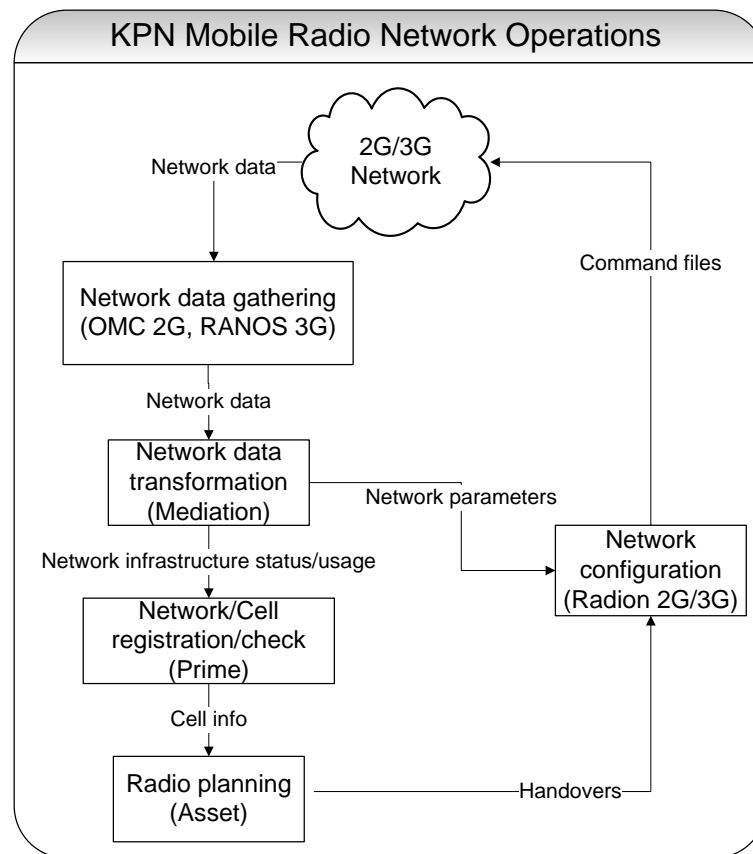 KPN Mobile Radio Network Operations
2G/3G
Network
Network data
Command files
Network data gathering
(OMC 2G, RANOS 3G)
Network data
Network data
transformation
(Mediation)
Network parameters
Network infrastructure status/usage
Network
configuration
(Radion 2G/3G)
Network/Cell
registration/check
(Prime)
Cell info
Radio planning
(Asset)
Handovers